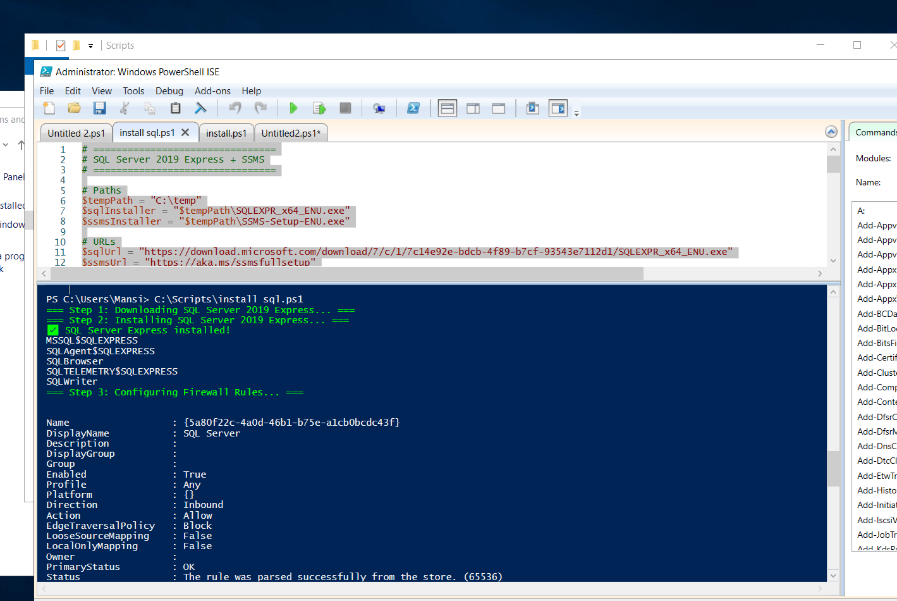 Scripts
Administrator: Windows PowerShell ISE
File Edit View Tools Debug Add-ons Help
Untitled 2.ps1 install sql.ps1 install.ps1 Untitled2.ps1*
1 # ================================
2 # SQL Server 2019 Express + SSMS
3 # ================================
4
5 # Paths
6 $tempPath = "C:\temp"
7 $sqlInstaller = "$tempPath\SQLEXPR_x64_ENU.exe"
8 $ssmsInstaller = "$tempPath\SSMS-Setup-ENU.exe"
9
10 # URLs
11 $sqlUrl = "https://download.microsoft.com/download/7/c/1/7c14e92e-bdcb-4f89-b7cf-93543e7112d1/SQLEXPR_x64_ENU.exe"
12 $ssmsUrl = "https://aka.ms/ssmsfullsetup"
PS C:\Users\Mansi> C:\Scripts\install sql.ps1
=== Step 1: Downloading SQL Server 2019 Express... ===
=== Step 2: Installing SQL Server 2019 Express... ===
✅ SQL Server Express installed!
MSSQL$SQLEXPRESS
SQLAgent$SQLEXPRESS
SQLBrowser
SQLTELEMETRY$SQLEXPRESS
SQLWriter
=== Step 3: Configuring Firewall Rules... ===
Name : {5a80f22c-4a0d-46b1-b75e-a1cb0bcdc43f}
DisplayName : SQL Server
Description :
DisplayGroup :
Group :
Enabled : True
Profile : Any
Platform : {}
Direction : Inbound
Action : Allow
EdgeTraversalPolicy : Block
LooseSourceMapping : False
LocalOnlyMapping : False
Owner :
PrimaryStatus : OK
Status : The rule was parsed successfully from the store. (65536)
Commands
Modules:
Name:
A:
Add-Appv
Add-Appv
Add-Appv
Add-Appx
Add-Appx
Add-Appx
Add-BCDa
Add-BitLo
Add-BitsFi
Add-Certif
Add-Clust
Add-Comp
Add-Conte
Add-DfsrC
Add-DfsrM
Add-DnsC
Add-DtcCl
Add-EtwTr
Add-Histo
Add-Initiat
Add-IscsiV
Add-JobTr
ns and
Panel
stalled
indow
a prog
k